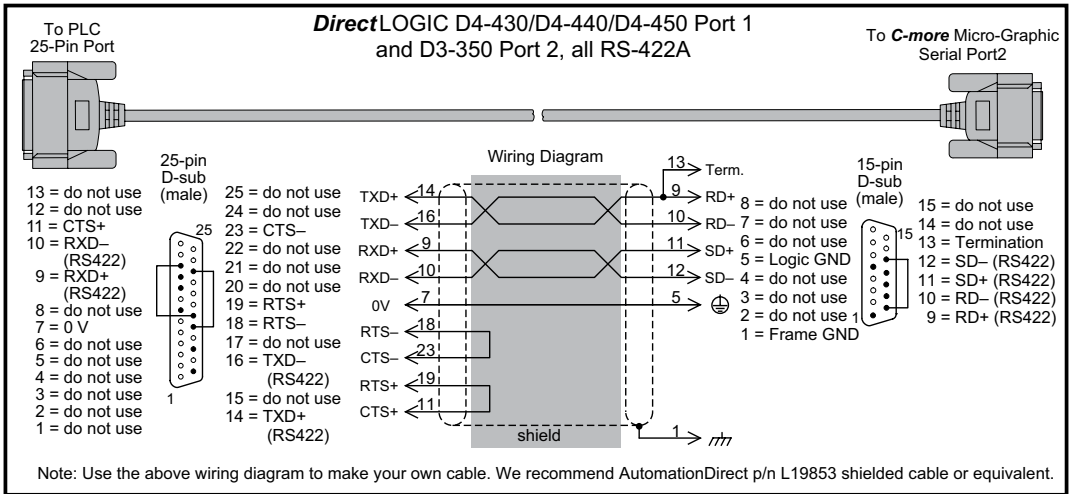 DirectLOGIC D4-430/D4-440/D4-450 Port 1
and D3-350 Port 2, all RS-422A
To PLC
25-Pin Port
To C-more Micro-Graphic
Serial Port2
25-pin
D-sub
(male)
13 = do not use
12 = do not use
11 = CTS+
10 = RXD–
(RS422)
9 = RXD+
(RS422)
8 = do not use
7 = 0 V
6 = do not use
5 = do not use
4 = do not use
3 = do not use
2 = do not use
1 = do not use
25
1
25 = do not use
24 = do not use
23 = CTS–
22 = do not use
21 = do not use
20 = do not use
19 = RTS+
18 = RTS–
17 = do not use
16 = TXD–
(RS422)
15 = do not use
14 = TXD+
(RS422)
Wiring Diagram
13 Term.
TXD+ 14 9 RD+
TXD– 16 10 RD–
RXD+ 9 11 SD+
RXD– 10 12 SD–
0V 7 5
RTS– 18
CTS– 23
RTS+ 19
CTS+ 11
shield
1
8 = do not use
7 = do not use
6 = do not use
5 = Logic GND
4 = do not use
3 = do not use
2 = do not use
1 = Frame GND
15-pin
D-sub
(male)
15
1
15 = do not use
14 = do not use
13 = Termination
12 = SD– (RS422)
11 = SD+ (RS422)
10 = RD– (RS422)
9 = RD+ (RS422)
Note: Use the above wiring diagram to make your own cable. We recommend AutomationDirect p/n L19853 shielded cable or equivalent.